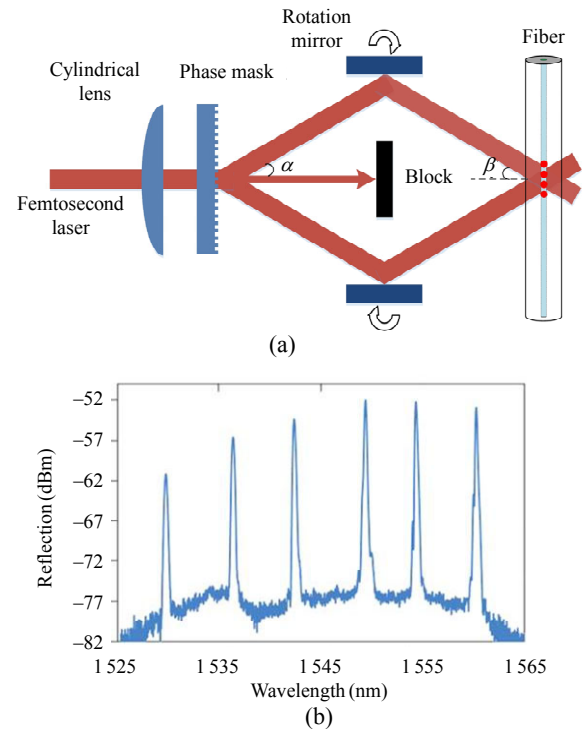 Rotation
mirror
Fiber
Cylindrical
lens
Phase mask
α
β
Block
Femtosecond
laser
(a)
Reflection (dBm)
–52
–57
–62
–67
–72
–77
–82
1 525
1 535
1 545
1 555
1 565
Wavelength (nm)
(b)